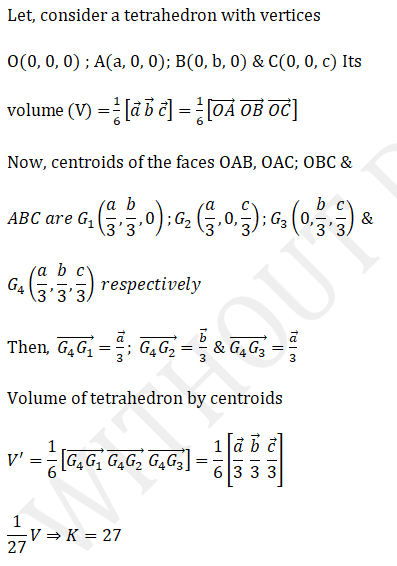 Let, consider a tetrahedron with vertices
O(0, 0, 0) ; A(a, 0, 0); B(0, b, 0) & C(0, 0, c) Its
volume (V) = 1/6 [a⃗ b⃗ c⃗] = 1/6 [OA⃗ OB⃗ OC⃗]
Now, centroids of the faces OAB, OAC; OBC &
ABC are G₁(a/3, b/3, 0) ; G₂(a/3, 0, c/3) ; G₃(0, b/3, c/3) &
G₄(a/3, b/3, c/3) respectively
Then, G₄G₁⃗ = a⃗/3; G₄G₂⃗ = b⃗/3 & G₄G₃⃗ = a⃗/3
Volume of tetrahedron by centroids
V′ = 1/6 [G₄G₁⃗ G₄G₂⃗ G₄G₃⃗] = 1/6 [a⃗/3 b⃗/3 c⃗/3]
1/27 V ⇒ K = 27
WITHOUT